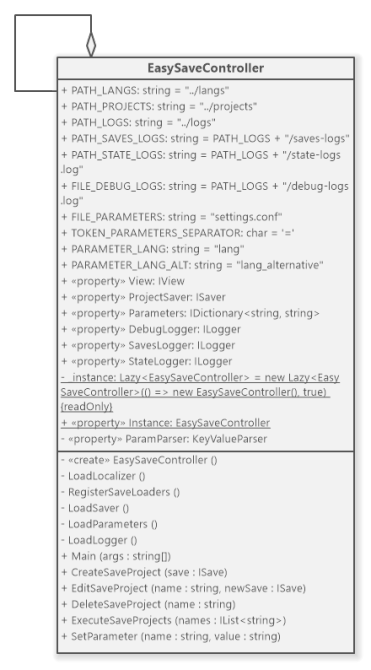 EasySaveController
+ PATH_LANGS: string = "../langs"
+ PATH_PROJECTS: string = "../projects"
+ PATH_LOGS: string = "../logs"
+ PATH_SAVES_LOGS: string = PATH_LOGS + "/saves-logs"
+ PATH_STATE_LOGS: string = PATH_LOGS + "/state-logs
.log"
+ FILE_DEBUG_LOGS: string = PATH_LOGS + "/debug-logs
.log"
+ FILE_PARAMETERS: string = "settings.conf"
+ TOKEN_PARAMETERS_SEPARATOR: char = '='
+ PARAMETER_LANG: string = "lang"
+ PARAMETER_LANG_ALT: string = "lang_alternative"
+ «property» View: IView
+ «property» ProjectSaver: ISaver
+ «property» Parameters: IDictionary<string, string>
+ «property» DebugLogger: ILogger
+ «property» SavesLogger: ILogger
+ «property» StateLogger: ILogger
- _instance: Lazy<EasySaveController> = new Lazy<Easy
SaveController>(() => new EasySaveController(), true)
{readOnly}
+ «property» Instance: EasySaveController
- «property» ParamParser: KeyValueParser
- «create» EasySaveController ()
- LoadLocalizer ()
- RegisterSaveLoaders ()
- LoadSaver ()
- LoadParameters ()
- LoadLogger ()
+ Main (args : string[])
+ CreateSaveProject (save : ISave)
+ EditSaveProject (name : string, newSave : ISave)
+ DeleteSaveProject (name : string)
+ ExecuteSaveProjects (names : IList<string>)
+ SetParameter (name : string, value : string)